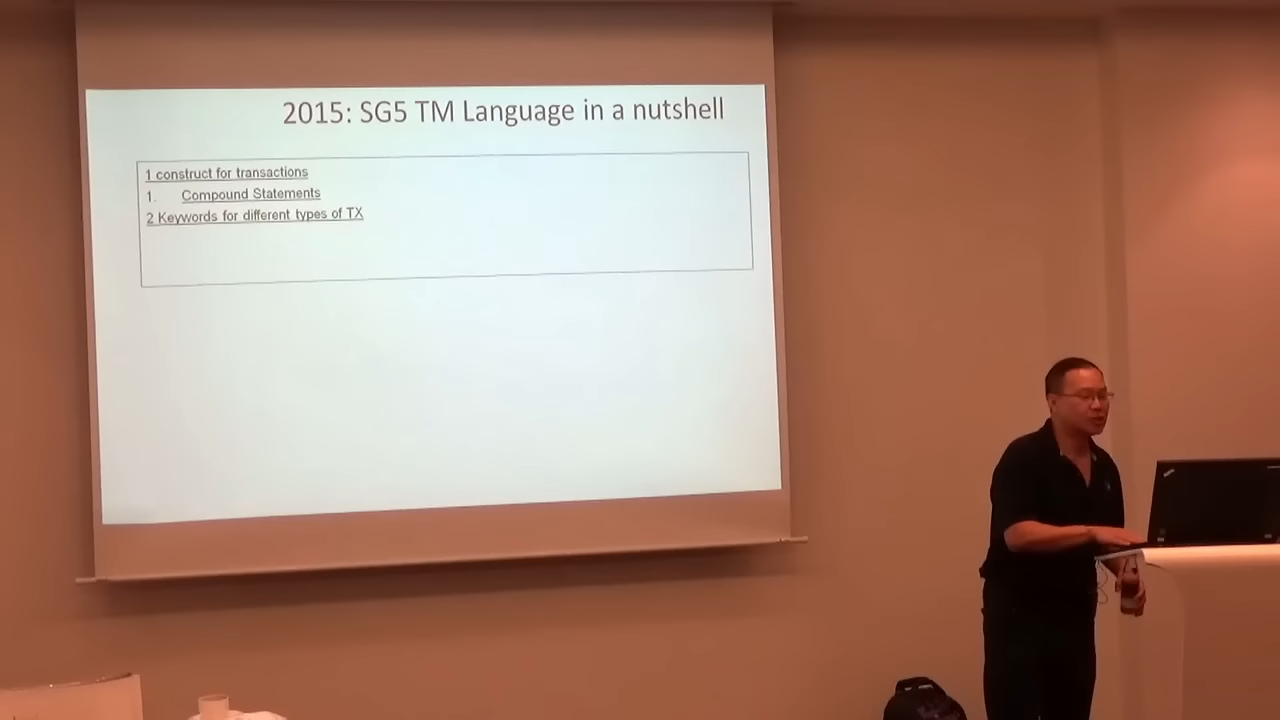 2015: SG5 TM Language in a nutshell
1 construct for transactions
1. Compound Statements
2 Keywords for different types of TX